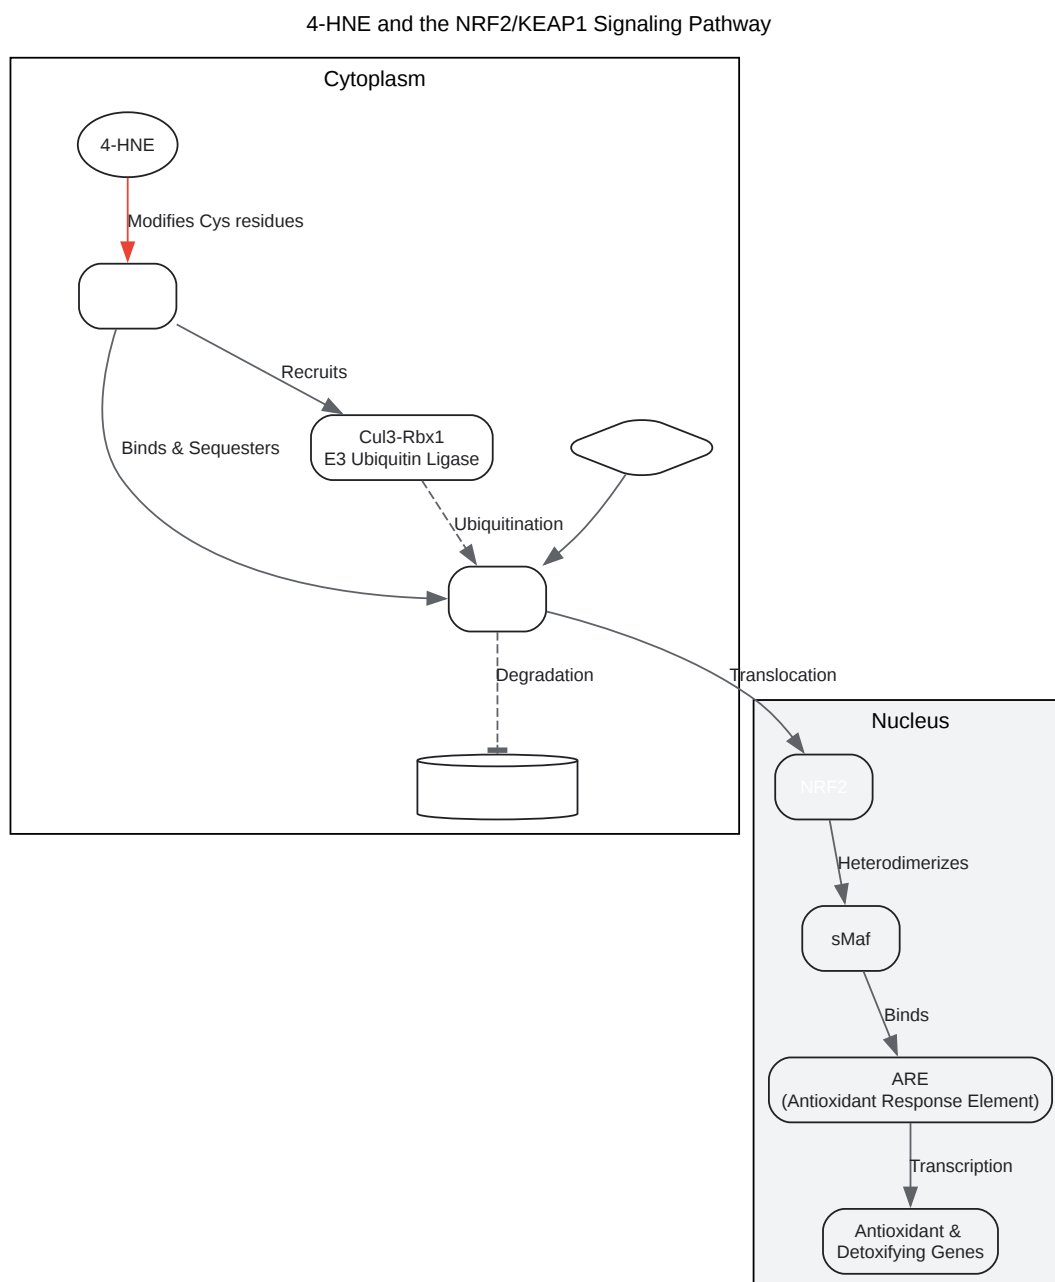 4-HNE and the NRF2/KEAP1 Signaling Pathway
Cytoplasm
4-HNE
Modifies Cys residues
Recruits
Cul3-Rbx1
E3 Ubiquitin Ligase
Binds & Sequesters
Ubiquitination
Degradation
Translocation
Nucleus
NRF2
Heterodimerizes
sMaf
Binds
ARE
(Antioxidant Response Element)
Transcription
Antioxidant &
Detoxifying Genes